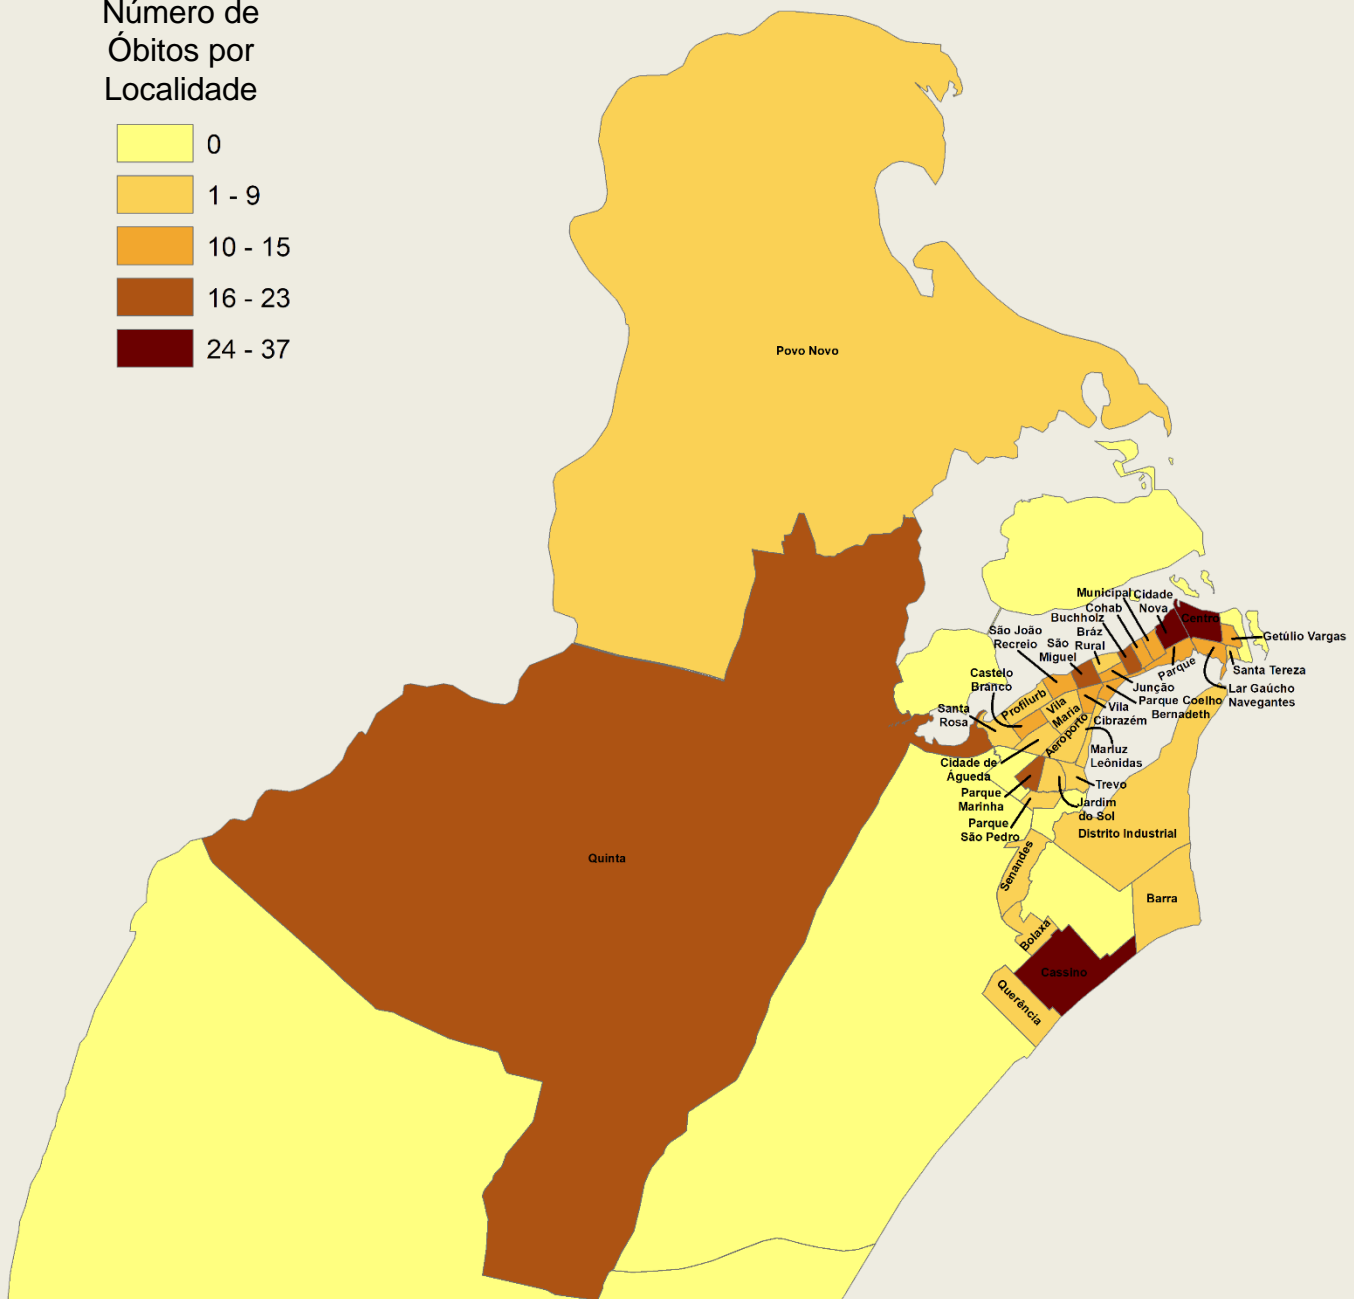 Número de
Óbitos por
Localidade
0
1 - 9
10 - 15
16 - 23
24 - 37
Povo Novo
Municipal
Cidade
Nova
Cohab
Buchholz
Centro
Getúlio Vargas
São João
Recreio
Bráz
Rural
São
Miguel
Parque
Santa Tereza
Castelo
Branco
Junção
Lar Gaúcho
Navegantes
Parque Coelho
Bernadeth
Profilurb
Vila
Maria
Vila
Cibrazém
Santa
Rosa
Aeroporto
Marluz
Leônidas
Cidade de
Águeda
Trevo
Parque
Marinha
Jardim
do Sol
Parque
São Pedro
Distrito Industrial
Quinta
Senandes
Barra
Bolaxa
Cassino
Querência